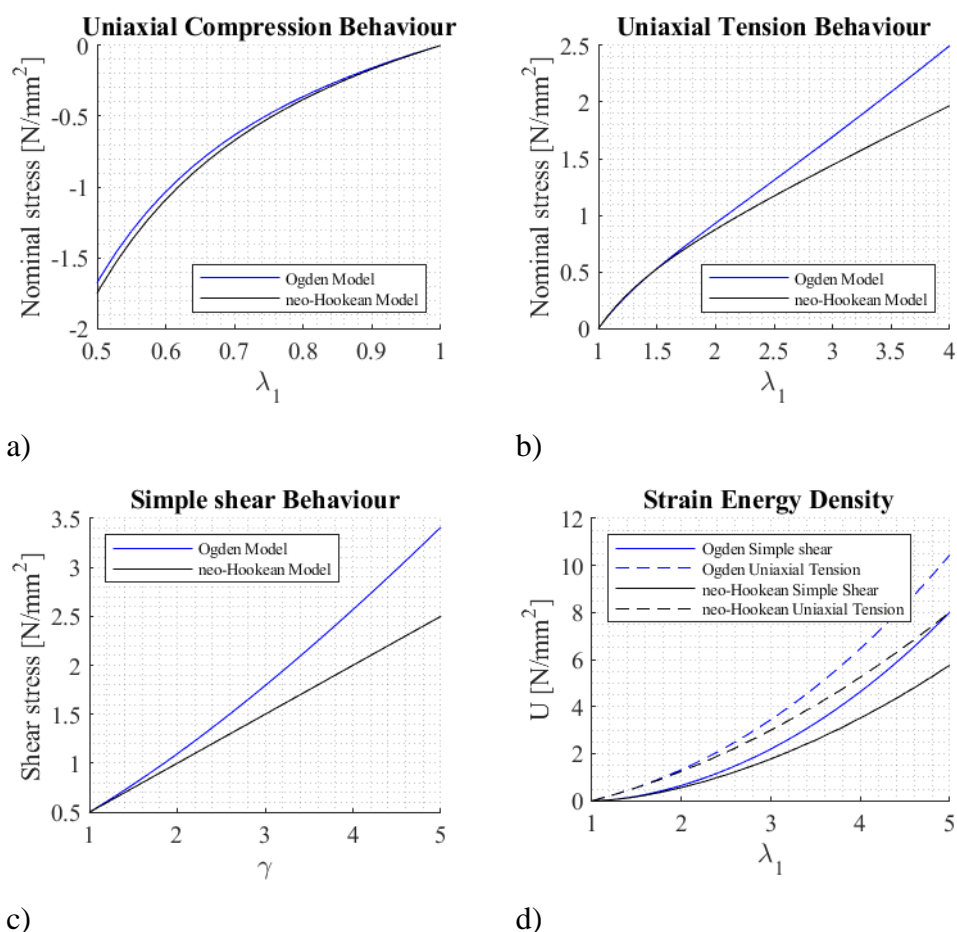 Uniaxial Compression Behaviour
Nominal stress [N/mm²]
0
-0.5
-1
-1.5
-2
0.5 0.6 0.7 0.8 0.9 1
λ₁
Ogden Model
neo-Hookean Model
a)
Uniaxial Tension Behaviour
Nominal stress [N/mm²]
2.5
2
1.5
1
0.5
0
1 1.5 2 2.5 3 3.5 4
λ₁
Ogden Model
neo-Hookean Model
b)
Simple shear Behaviour
Shear stress [N/mm²]
3.5
3
2.5
2
1.5
1
0.5
1 2 3 4 5
γ
Ogden Model
neo-Hookean Model
c)
Strain Energy Density
U [N/mm²]
12
10
8
6
4
2
0
1 2 3 4 5
λ₁
Ogden Simple shear
Ogden Uniaxial Tension
neo-Hookean Simple Shear
neo-Hookean Uniaxial Tension
d)